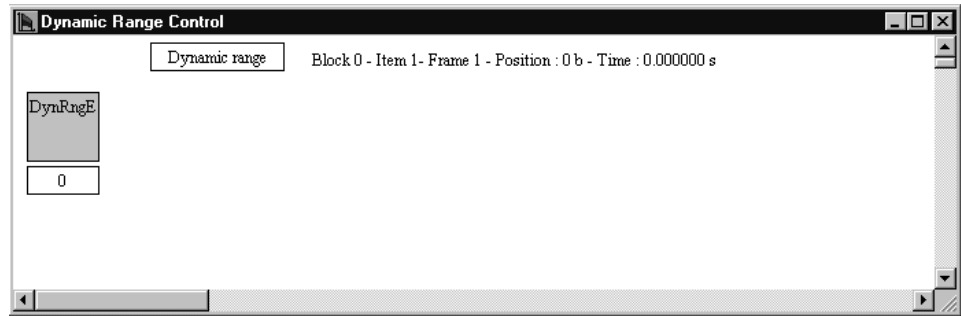 Dynamic Range Control
Dynamic range
Block 0 - Item 1- Frame 1 - Position : 0 b - Time : 0.000000 s
DynRngE
0